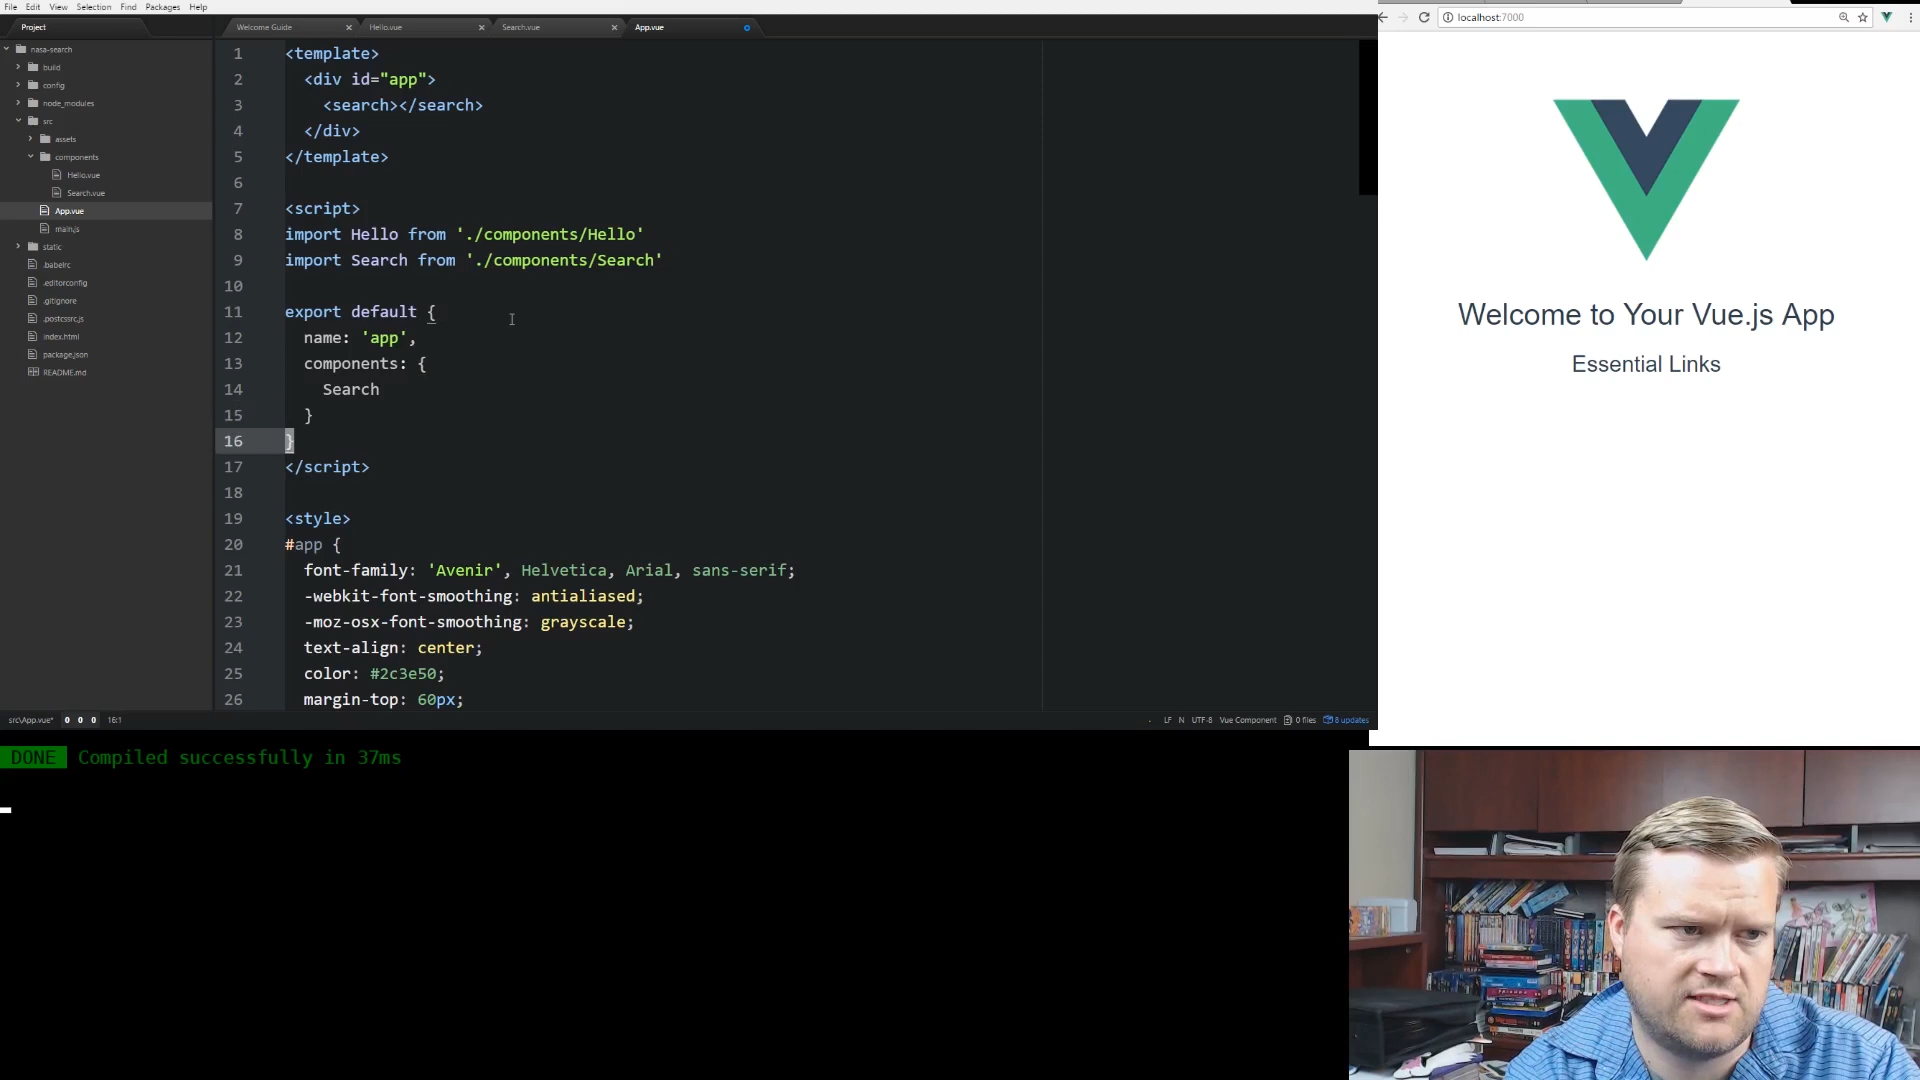 File Edit View Selection Find Packages Help
Project
nasa-search
build
config
node_modules
src
assets
components
Hello.vue
Search.vue
App.vue
main.js
static
.babelrc
.editorconfig
.gitignore
.postcssrc.js
index.html
package.json
README.md
Welcome Guide
Hello.vue
Search.vue
App.vue
1 <template>
2 <div id="app">
3 <search></search>
4 </div>
5 </template>
6
7 <script>
8 import Hello from './components/Hello'
9 import Search from './components/Search'
10
11 export default {
12 name: 'app',
13 components: {
14 Search
15 }
16 }
17 </script>
18
19 <style>
20 #app {
21 font-family: 'Avenir', Helvetica, Arial, sans-serif;
22 -webkit-font-smoothing: antialiased;
23 -moz-osx-font-smoothing: grayscale;
24 text-align: center;
25 color: #2c3e50;
26 margin-top: 60px;
src\App.vue* 0 0 0 16:1
LF N UTF-8 Vue Component 0 files 8 updates
DONE Compiled successfully in 37ms
localhost:7000
Welcome to Your Vue.js App
Essential Links